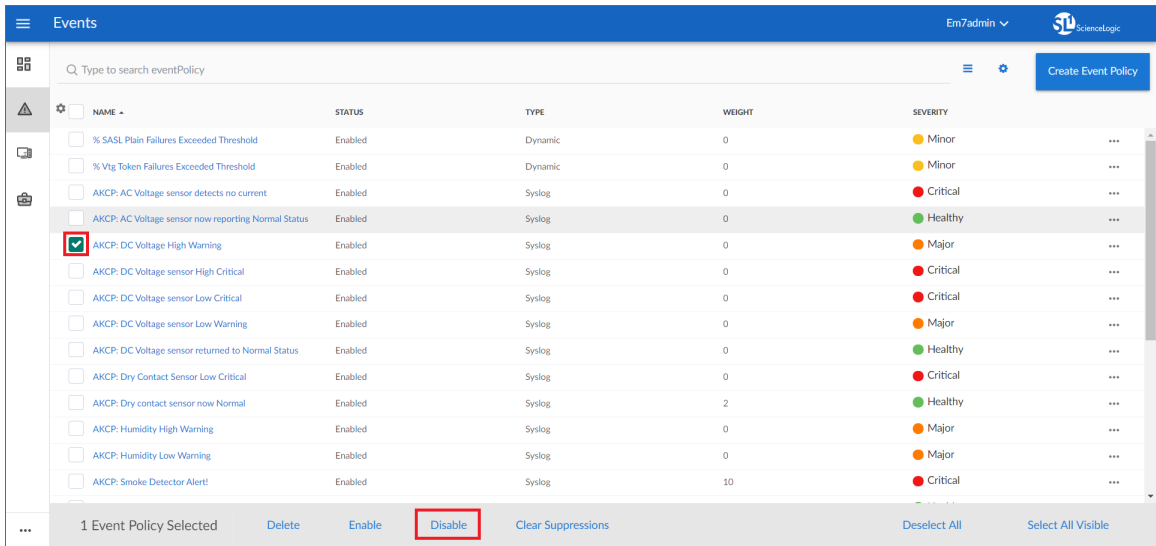 Events Em7admin ScienceLogic
Type to search eventPolicy Create Event Policy
NAME STATUS TYPE WEIGHT SEVERITY
% SASL Plain Failures Exceeded Threshold Enabled Dynamic 0 Minor
% Vtg Token Failures Exceeded Threshold Enabled Dynamic 0 Minor
AKCP: AC Voltage sensor detects no current Enabled Syslog 0 Critical
AKCP: AC Voltage sensor now reporting Normal Status Enabled Syslog 0 Healthy
AKCP: DC Voltage High Warning Enabled Syslog 0 Major
AKCP: DC Voltage sensor High Critical Enabled Syslog 0 Critical
AKCP: DC Voltage sensor Low Critical Enabled Syslog 0 Critical
AKCP: DC Voltage sensor Low Warning Enabled Syslog 0 Major
AKCP: DC Voltage sensor returned to Normal Status Enabled Syslog 0 Healthy
AKCP: Dry Contact Sensor Low Critical Enabled Syslog 0 Critical
AKCP: Dry contact sensor now Normal Enabled Syslog 2 Healthy
AKCP: Humidity High Warning Enabled Syslog 0 Major
AKCP: Humidity Low Warning Enabled Syslog 0 Major
AKCP: Smoke Detector Alert! Enabled Syslog 10 Critical
1 Event Policy Selected Delete Enable Disable Clear Suppressions Deselect All Select All Visible